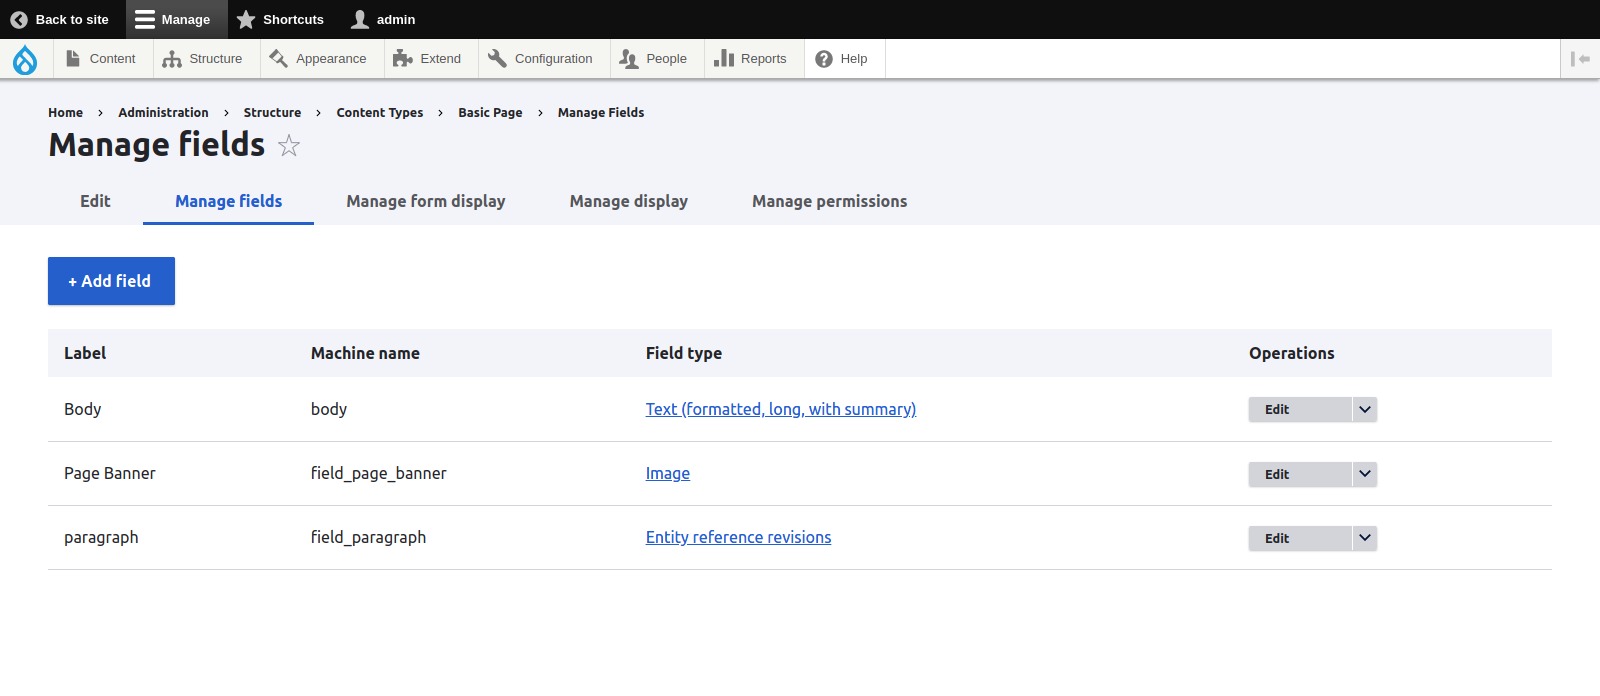 Back to site Manage Shortcuts admin
Content Structure Appearance Extend Configuration People Reports Help
Home › Administration › Structure › Content Types › Basic Page › Manage Fields
Manage fields ☆
Edit Manage fields Manage form display Manage display Manage permissions
+ Add field
Label Machine name Field type Operations
Body body Text (formatted, long, with summary) Edit
Page Banner field_page_banner Image Edit
paragraph field_paragraph Entity reference revisions Edit